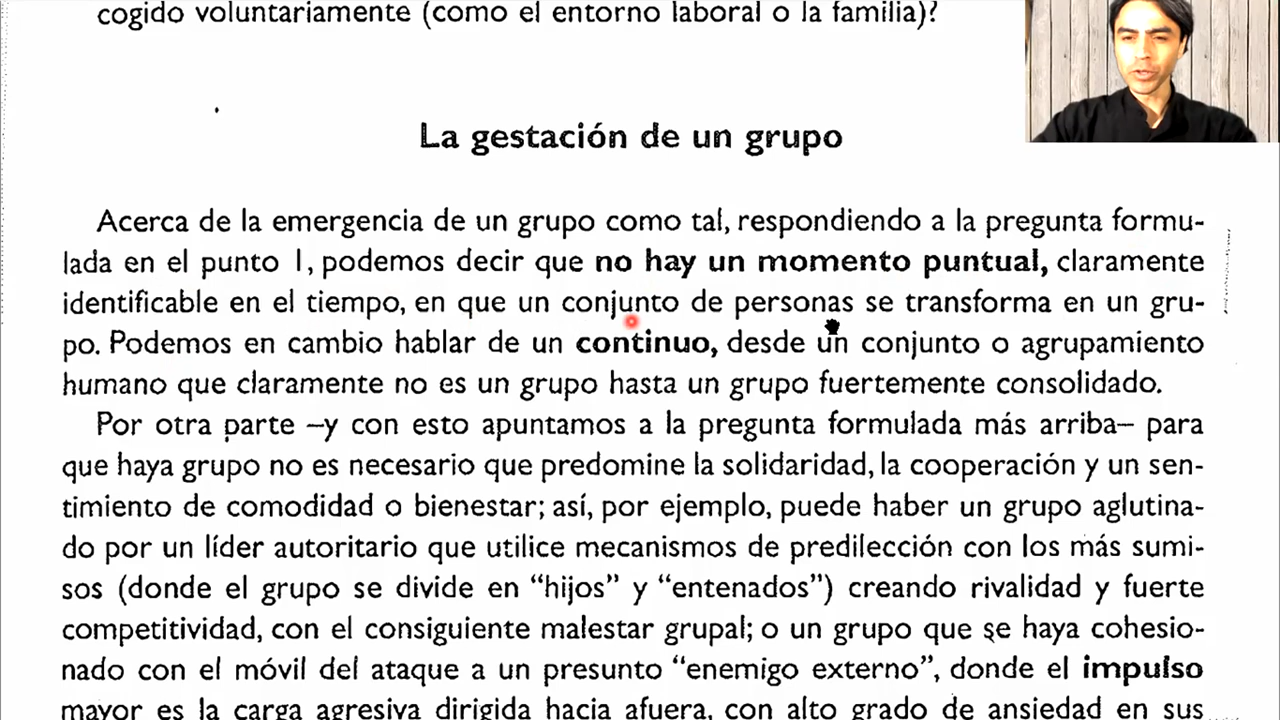 cogido voluntariamente (como el entorno laboral o la familia)?
La gestación de un grupo
Acerca de la emergencia de un grupo como tal, respondiendo a la pregunta formu-
lada en el punto 1, podemos decir que no hay un momento puntual, claramente
identificable en el tiempo, en que un conjunto de personas se transforma en un gru-
po. Podemos en cambio hablar de un continuo, desde un conjunto o agrupamiento
humano que claramente no es un grupo hasta un grupo fuertemente consolidado.
Por otra parte –y con esto apuntamos a la pregunta formulada más arriba– para
que haya grupo no es necesario que predomine la solidaridad, la cooperación y un sen-
timiento de comodidad o bienestar; así, por ejemplo, puede haber un grupo aglutina-
do por un líder autoritario que utilice mecanismos de predilección con los más sumi-
sos (donde el grupo se divide en “hijos” y “entenados”) creando rivalidad y fuerte
competitividad, con el consiguiente malestar grupal; o un grupo que se haya cohesio-
nado con el móvil del ataque a un presunto “enemigo externo”, donde el impulso
mayor es la carga agresiva dirigida hacia afuera, con alto grado de ansiedad en sus